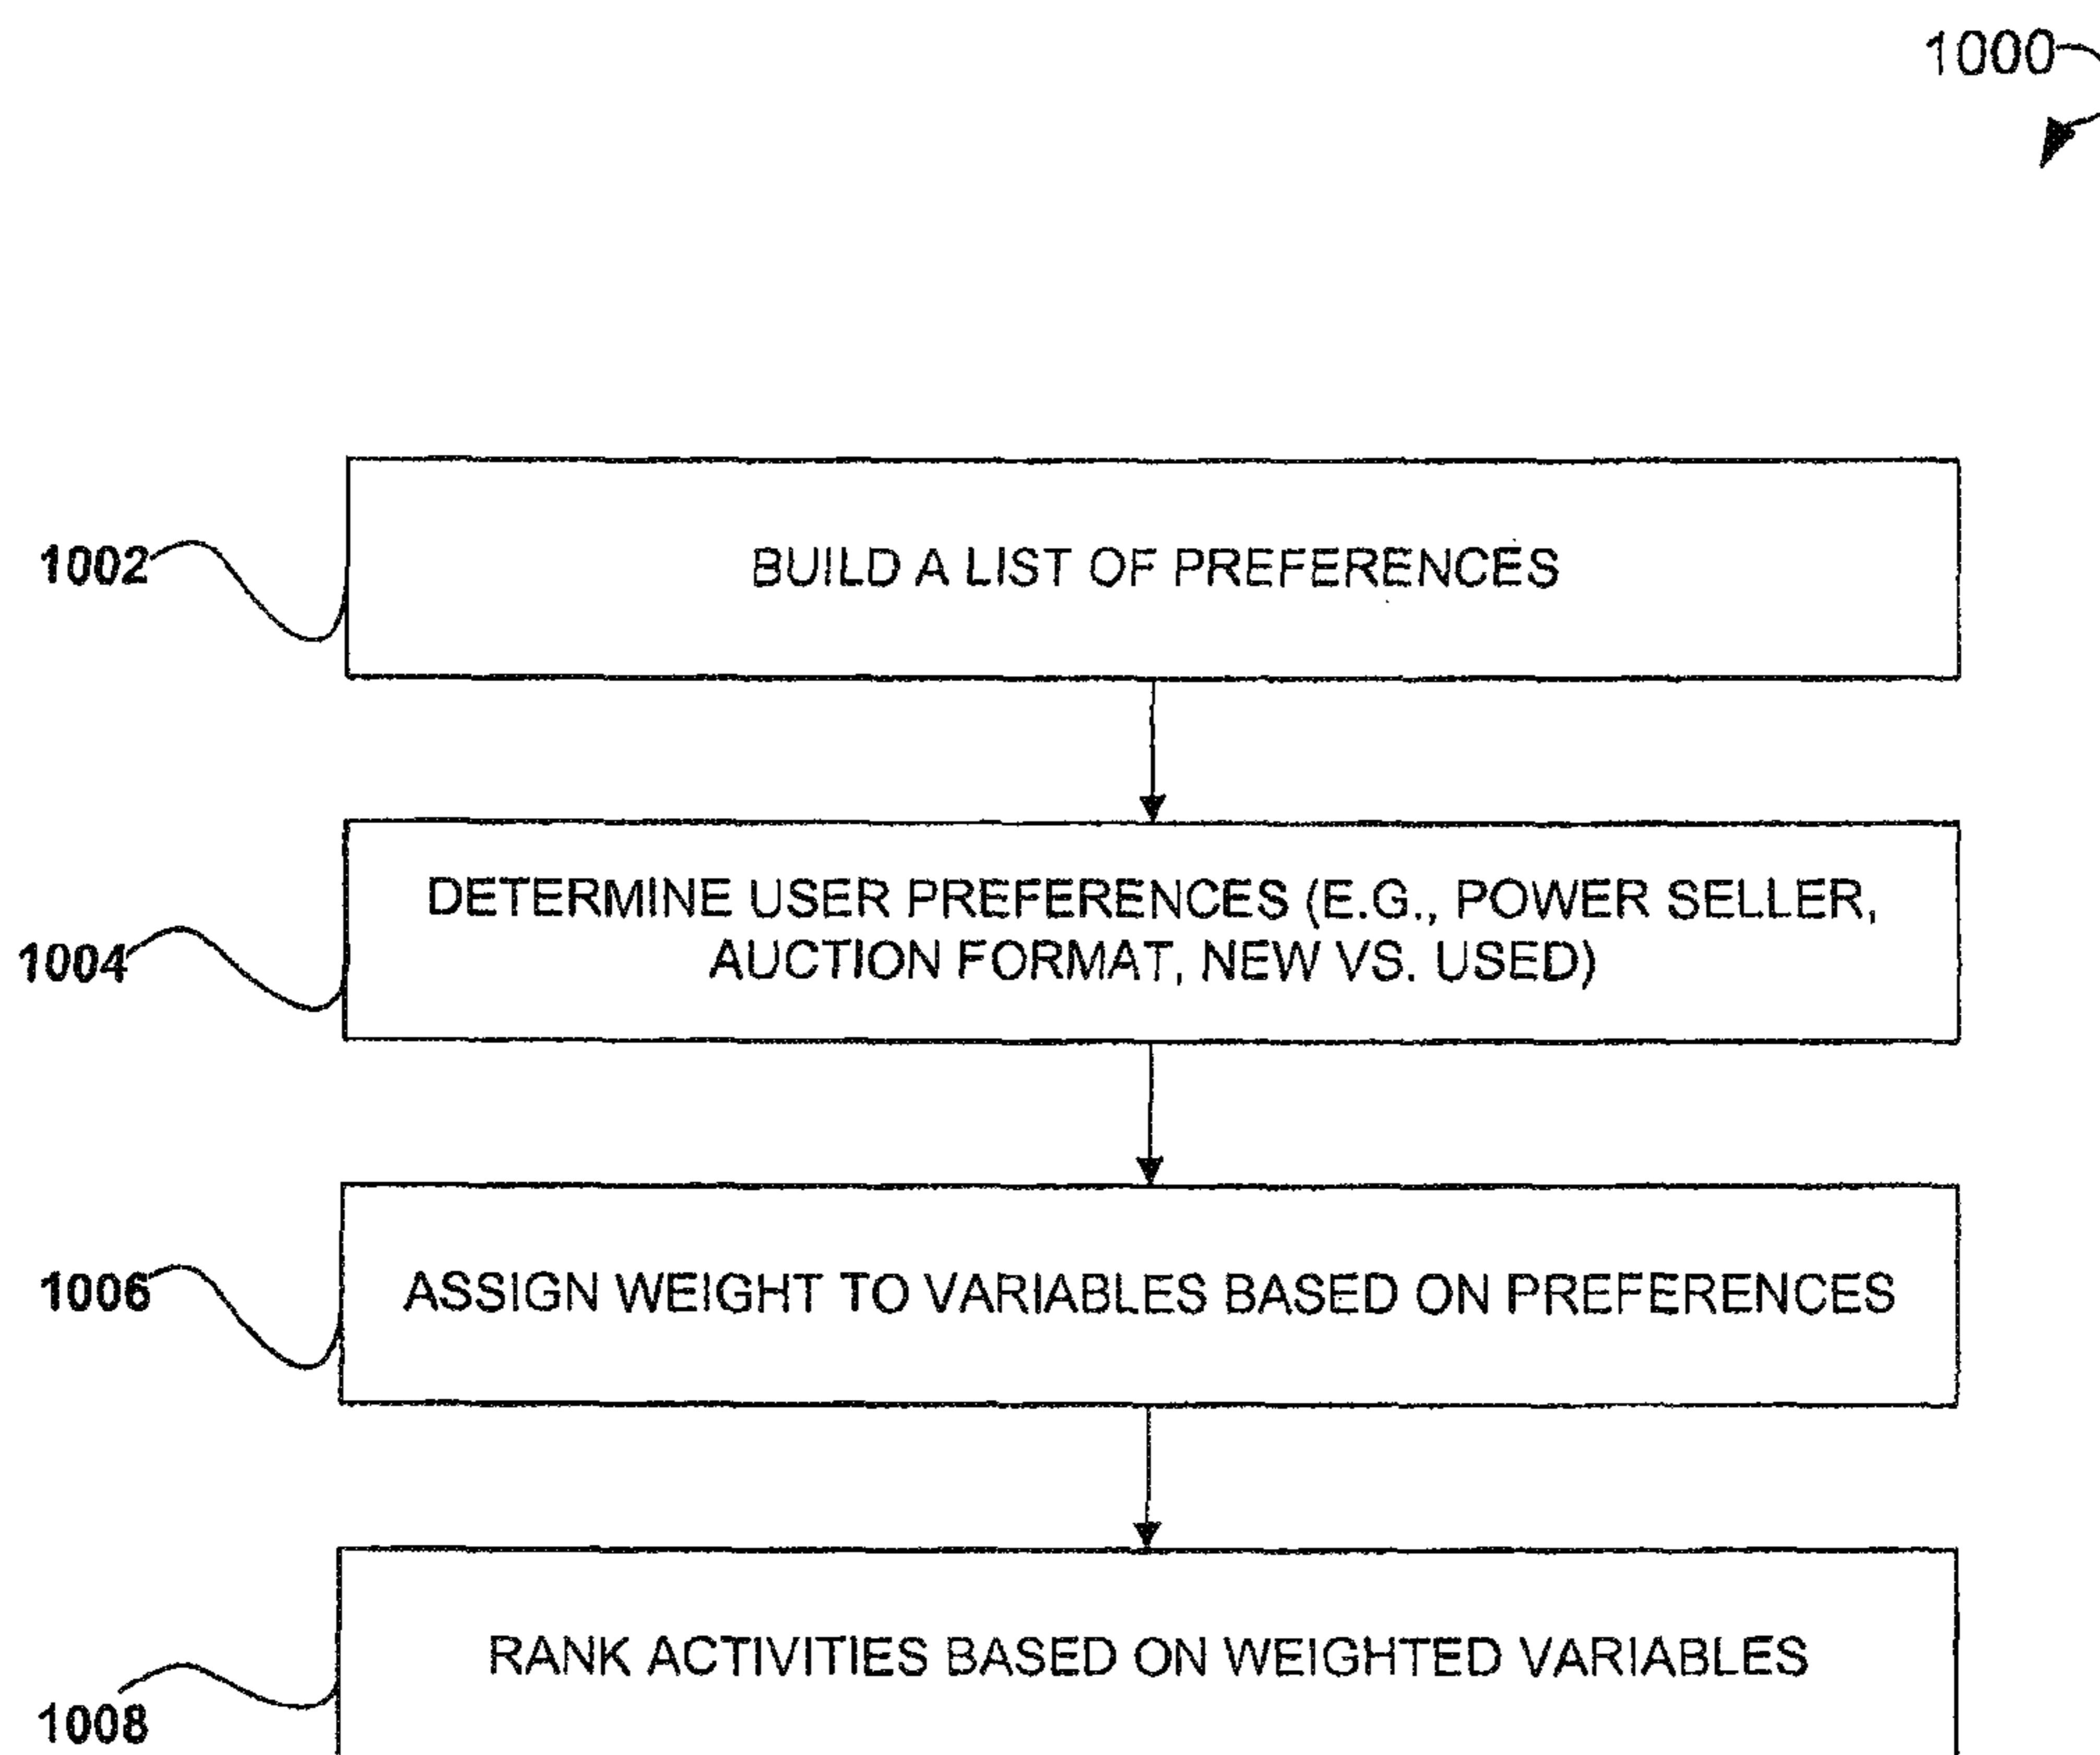 1000
1002
BUILD A LIST OF PREFERENCES
1004
DETERMINE USER PREFERENCES (E.G., POWER SELLER,
AUCTION FORMAT, NEW VS. USED)
1006
ASSIGN WEIGHT TO VARIABLES BASED ON PREFERENCES
1008
RANK ACTIVITIES BASED ON WEIGHTED VARIABLES